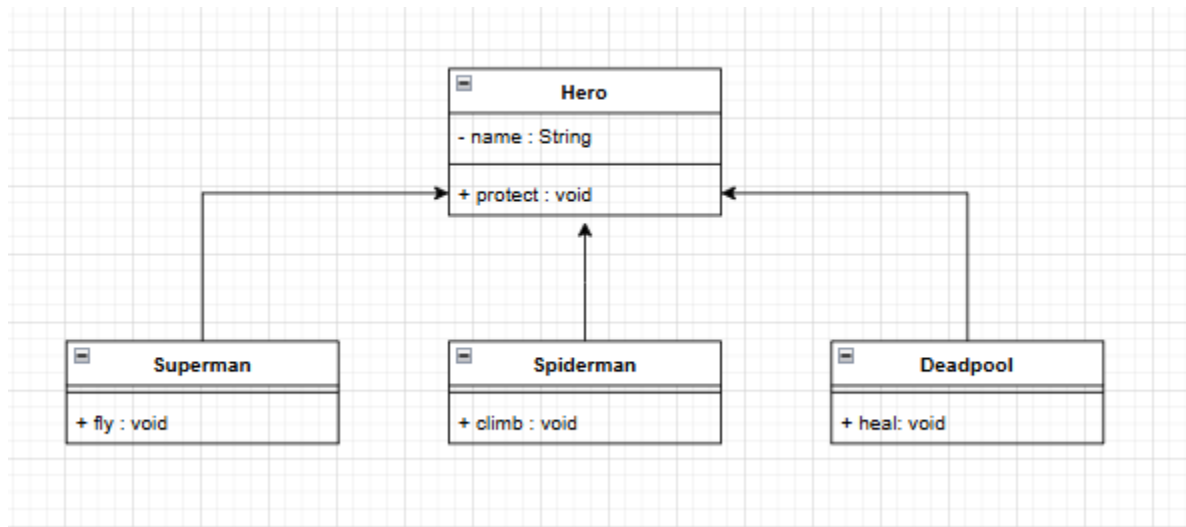 Hero
- name : String
+ protect : void
Superman
+ fly : void
Spiderman
+ climb : void
Deadpool
+ heal: void